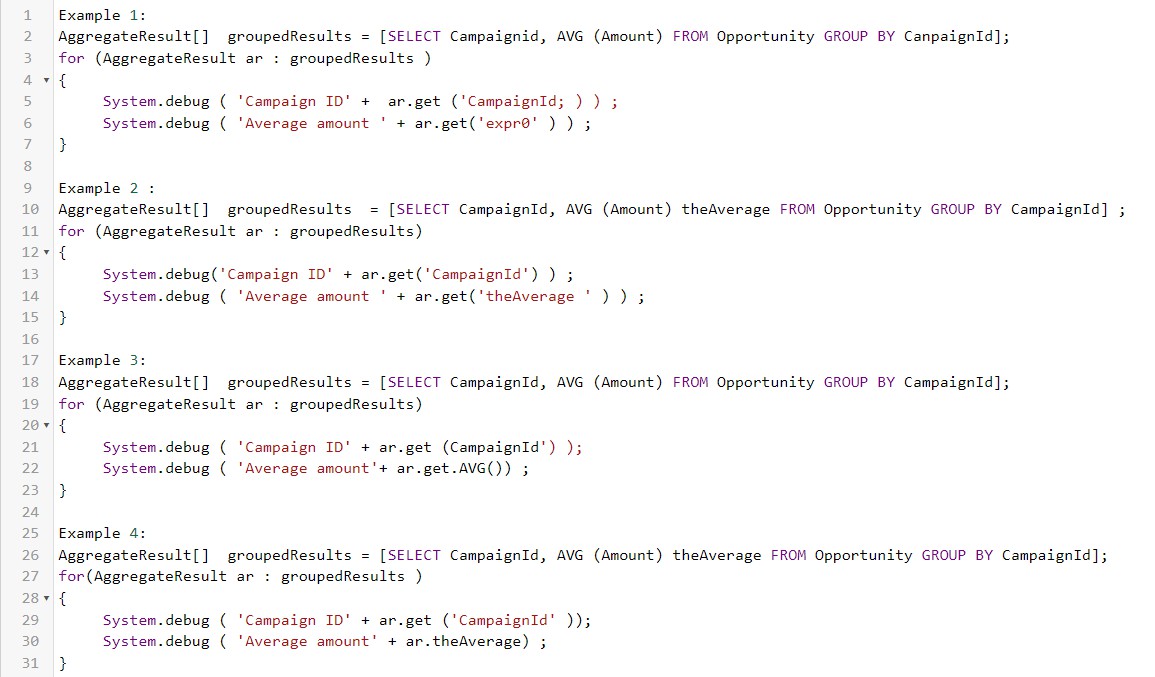 1 Example 1:
2 AggregateResult[]  groupedResults = [SELECT Campaignid, AVG (Amount) FROM Opportunity GROUP BY CanpaignId];
3 for (AggregateResult ar : groupedResults )
4 ▾ {
5      System.debug ( 'Campaign ID' +  ar.get ('CampaignId; ) ) ;
6      System.debug ( 'Average amount ' + ar.get('expr0' ) ) ;
7 }
8
9 Example 2 :
10 AggregateResult[]  groupedResults  = [SELECT CampaignId, AVG (Amount) theAverage FROM Opportunity GROUP BY CampaignId] ;
11 for (AggregateResult ar : groupedResults)
12 ▾ {
13      System.debug('Campaign ID' + ar.get('CampaignId') ) ;
14      System.debug ( 'Average amount ' + ar.get('theAverage ' ) ) ;
15 }
16
17 Example 3:
18 AggregateResult[]  groupedResults = [SELECT CampaignId, AVG (Amount) FROM Opportunity GROUP BY CampaignId];
19 for (AggregateResult ar : groupedResults)
20 ▾ {
21      System.debug ( 'Campaign ID' + ar.get (CampaignId') );
22      System.debug ( 'Average amount'+ ar.get.AVG()) ;
23 }
24
25 Example 4:
26 AggregateResult[]  groupedResults = [SELECT CampaignId, AVG (Amount) theAverage FROM Opportunity GROUP BY CampaignId];
27 for(AggregateResult ar : groupedResults )
28 ▾ {
29      System.debug ( 'Campaign ID' + ar.get ('CampaignId' ));
30      System.debug ( 'Average amount' + ar.theAverage) ;
31 }